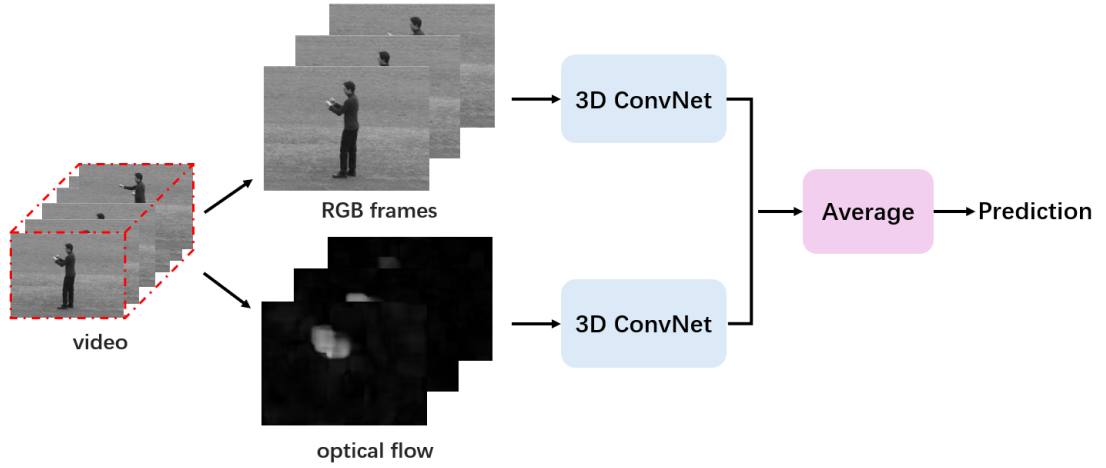 RGB frames
3D ConvNet
video
optical flow
3D ConvNet
Average
Prediction